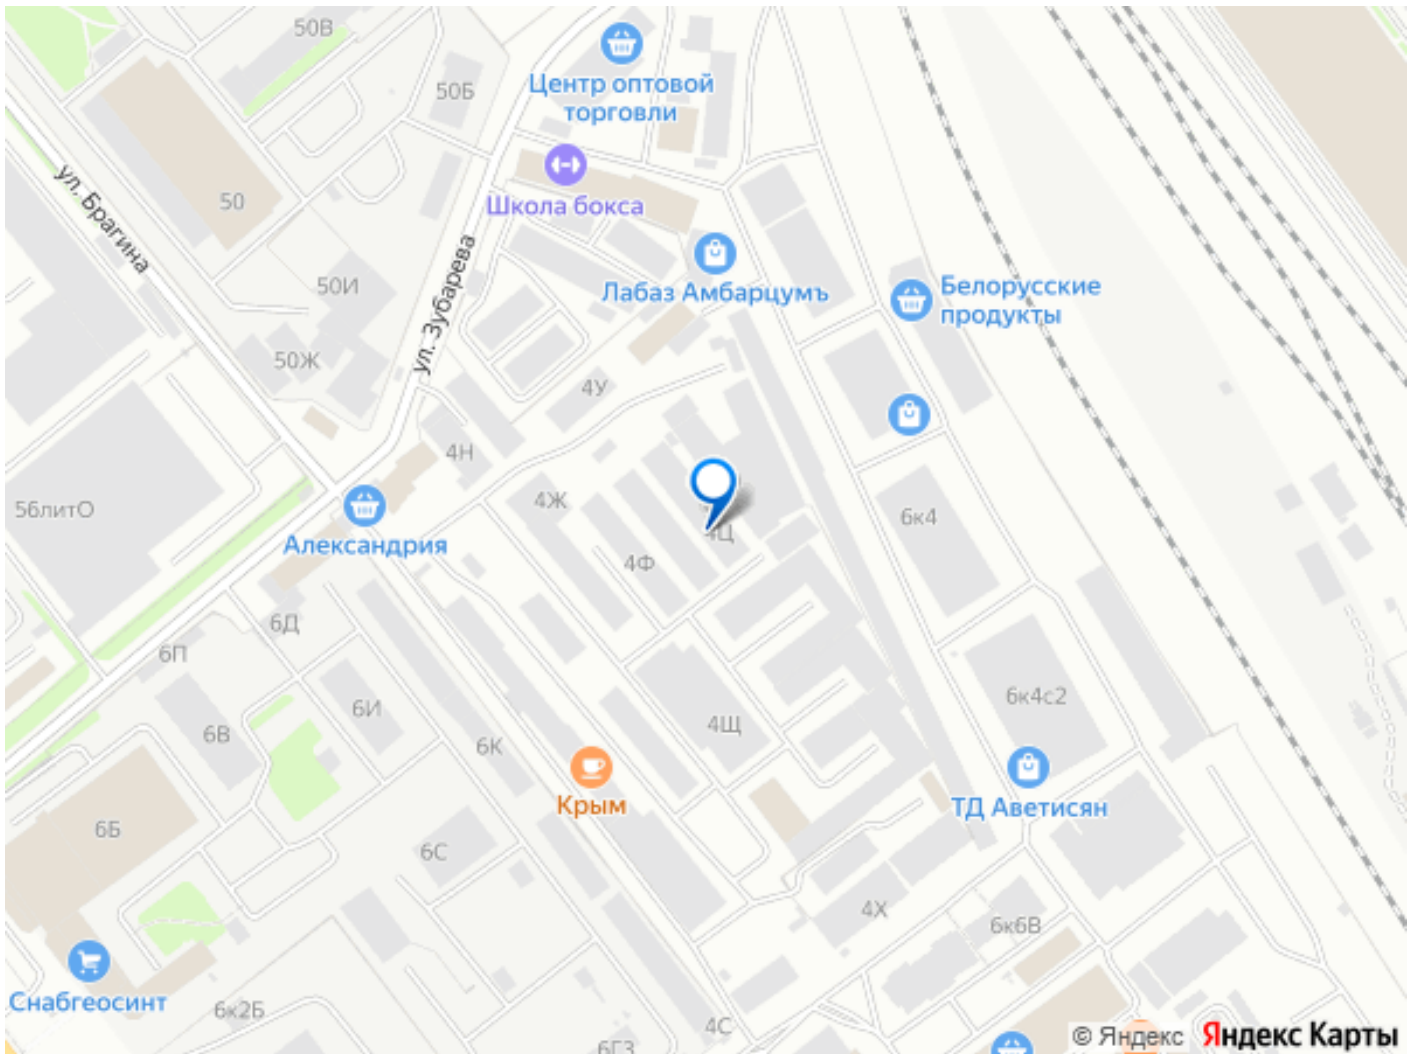 50В
50Б
Центр оптовой
торговли
ул. Брагина
50
Школа бокса
ул. Зубарева
50И
Лабаз Амбарцумъ
Белорусские
продукты
50Ж
4У
4Н
56литО
4Ж
6к4
Александрия
4Ц
4Ф
6Д
6П
6И
6В
4Щ
6к4с2
6К
Крым
ТД Аветисян
6Б
6С
4Х
6к6В
Снабгеосинт
6к2Б
4С
6Г3
© Яндекс Яндекс Карты